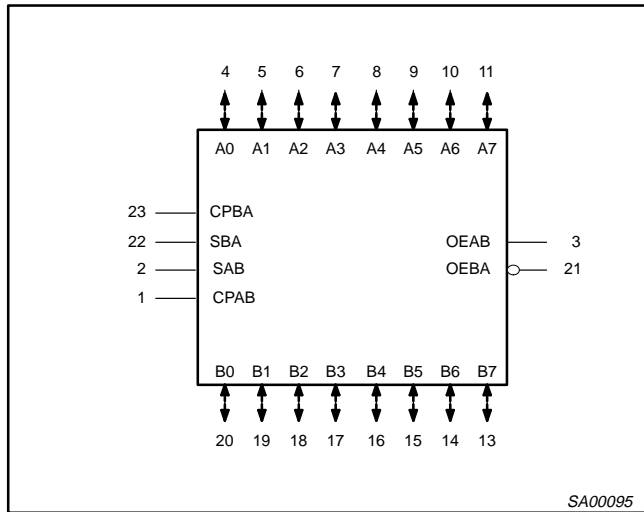 4 5 6 7 8 9 10 11
A0 A1 A2 A3 A4 A5 A6 A7
23 CPBA
22 SBA OEAB 3
2 SAB OEBA 21
1 CPAB
B0 B1 B2 B3 B4 B5 B6 B7
20 19 18 17 16 15 14 13
SA00095